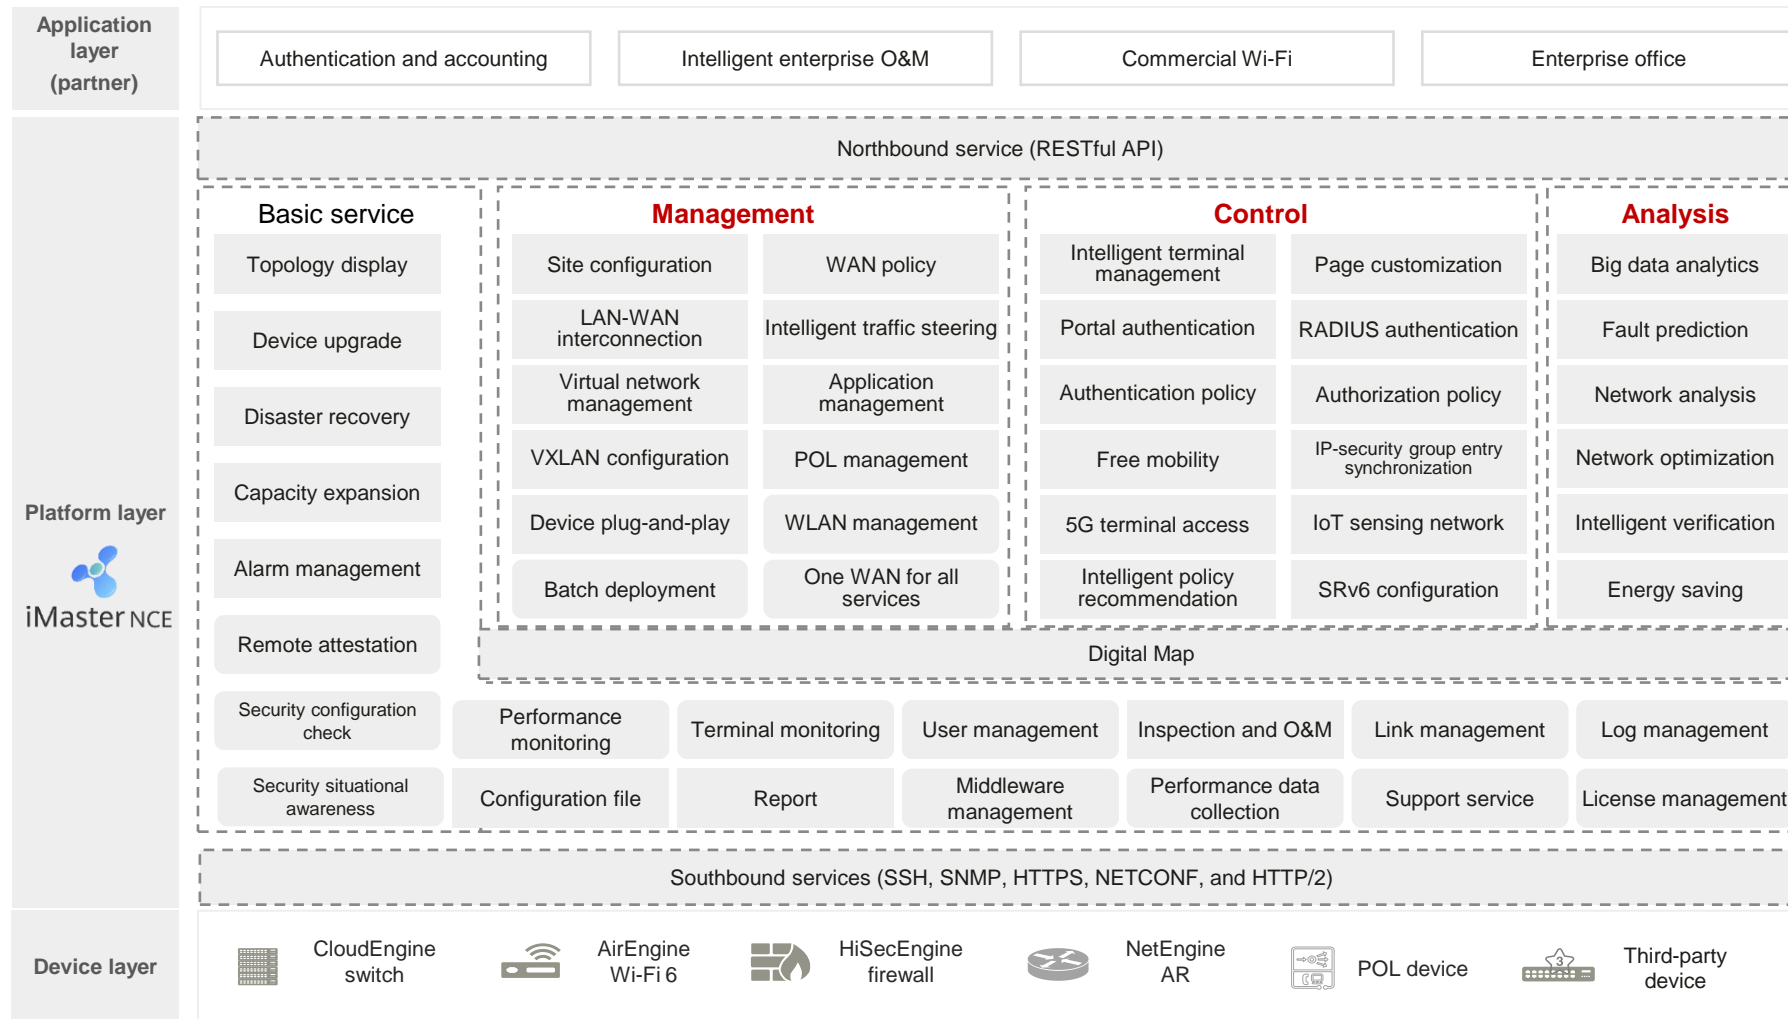 Application
layer
(partner)
Authentication and accounting
Intelligent enterprise O&M
Commercial Wi-Fi
Enterprise office
Platform layer
iMaster NCE
Northbound service (RESTful API)
Basic service
Topology display
Device upgrade
Disaster recovery
Capacity expansion
Alarm management
Remote attestation
Security configuration
check
Security situational
awareness
Management
Site configuration
WAN policy
LAN-WAN
interconnection
Intelligent traffic steering
Virtual network
management
Application
management
VXLAN configuration
POL management
Device plug-and-play
WLAN management
Batch deployment
One WAN for all
services
Control
Intelligent terminal
management
Page customization
Portal authentication
RADIUS authentication
Authentication policy
Authorization policy
Free mobility
IP-security group entry
synchronization
5G terminal access
IoT sensing network
Intelligent policy
recommendation
SRv6 configuration
Analysis
Big data analytics
Fault prediction
Network analysis
Network optimization
Intelligent verification
Energy saving
Digital Map
Performance
monitoring
Terminal monitoring
User management
Inspection and O&M
Link management
Log management
Configuration file
Report
Middleware
management
Performance data
collection
Support service
License management
Southbound services (SSH, SNMP, HTTPS, NETCONF, and HTTP/2)
Device layer
CloudEngine
switch
AirEngine
Wi-Fi 6
HiSecEngine
firewall
NetEngine
AR
POL device
3
Third-party
device